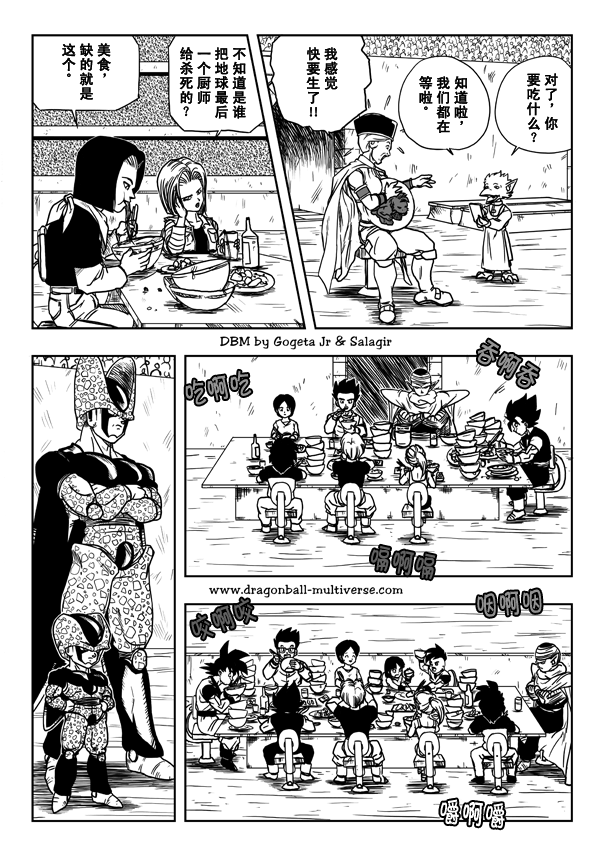 美食，
缺的就是
这个。
不知道是谁
把地球最后
一个厨师
给杀死的？
我感觉
快要生了!!
知道啦，
我们都在
等啦。
对了，你
要吃什么？
DBM by Gogeta Jr & Salagir
吃啊吃
吞啊吞
嗝啊嗝
www.dragonball-multiverse.com
咬啊咬
咽啊咽
嚼啊嚼